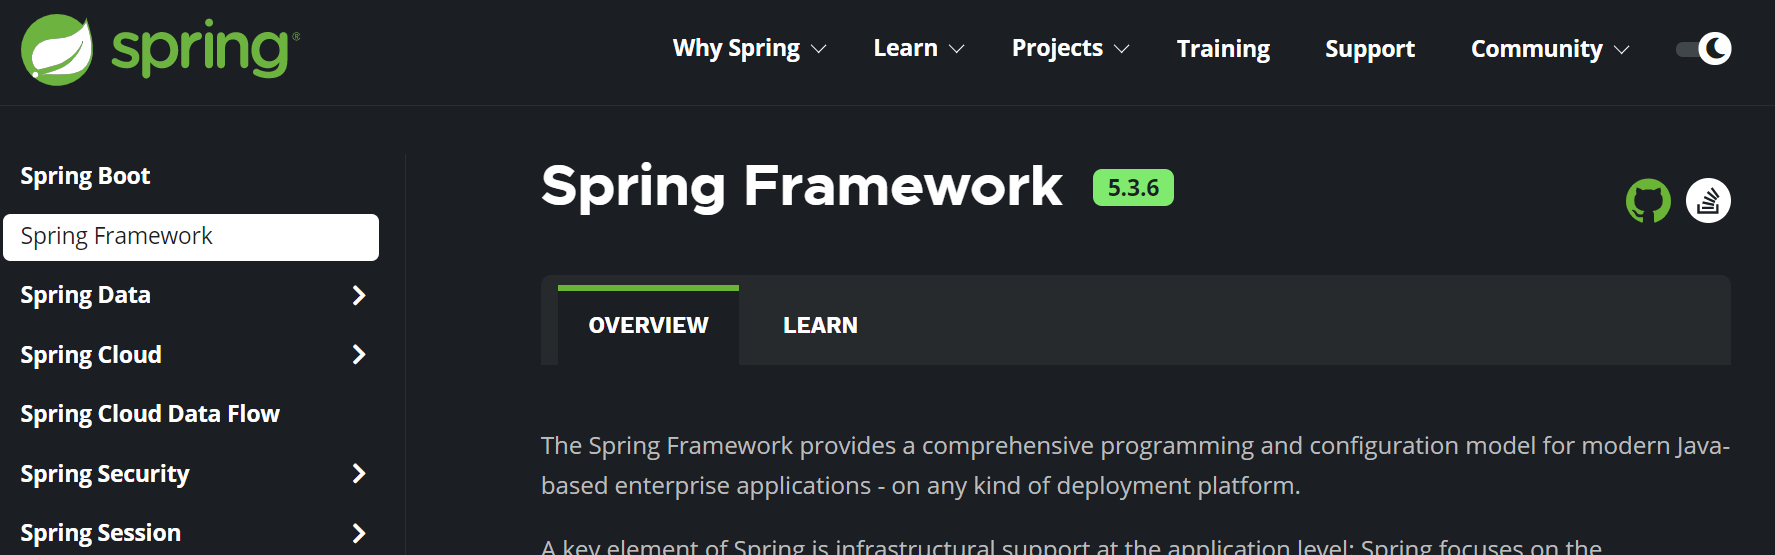 spring®
Why Spring
Learn
Projects
Training
Support
Community
Spring Boot
Spring Framework
Spring Data
Spring Cloud
Spring Cloud Data Flow
Spring Security
Spring Session
Spring Framework 5.3.6
OVERVIEW
LEARN
The Spring Framework provides a comprehensive programming and configuration model for modern Java-
based enterprise applications - on any kind of deployment platform.
A key element of Spring is infrastructural support at the application level: Spring focuses on the